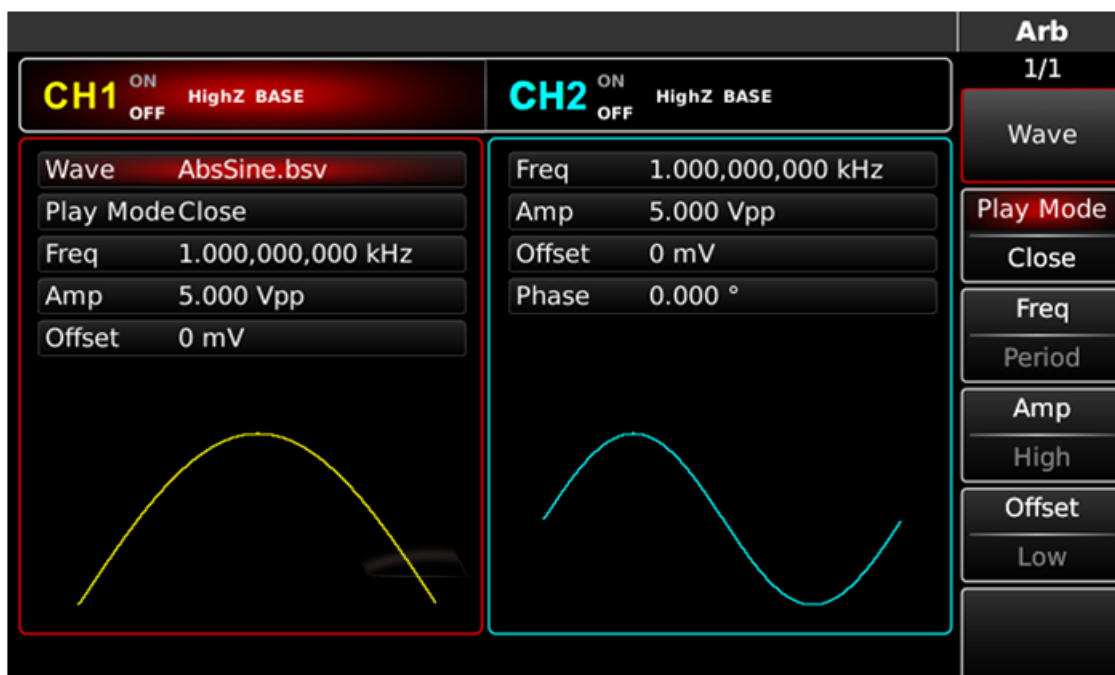 Arb
1/1
CH1 ON OFF HighZ BASE
CH2 ON OFF HighZ BASE
Wave AbsSine.bsv
Play Mode Close
Freq 1.000,000,000 kHz
Amp 5.000 Vpp
Offset 0 mV
Freq 1.000,000,000 kHz
Amp 5.000 Vpp
Offset 0 mV
Phase 0.000 °
Wave
Play Mode
Close
Freq
Period
Amp
High
Offset
Low